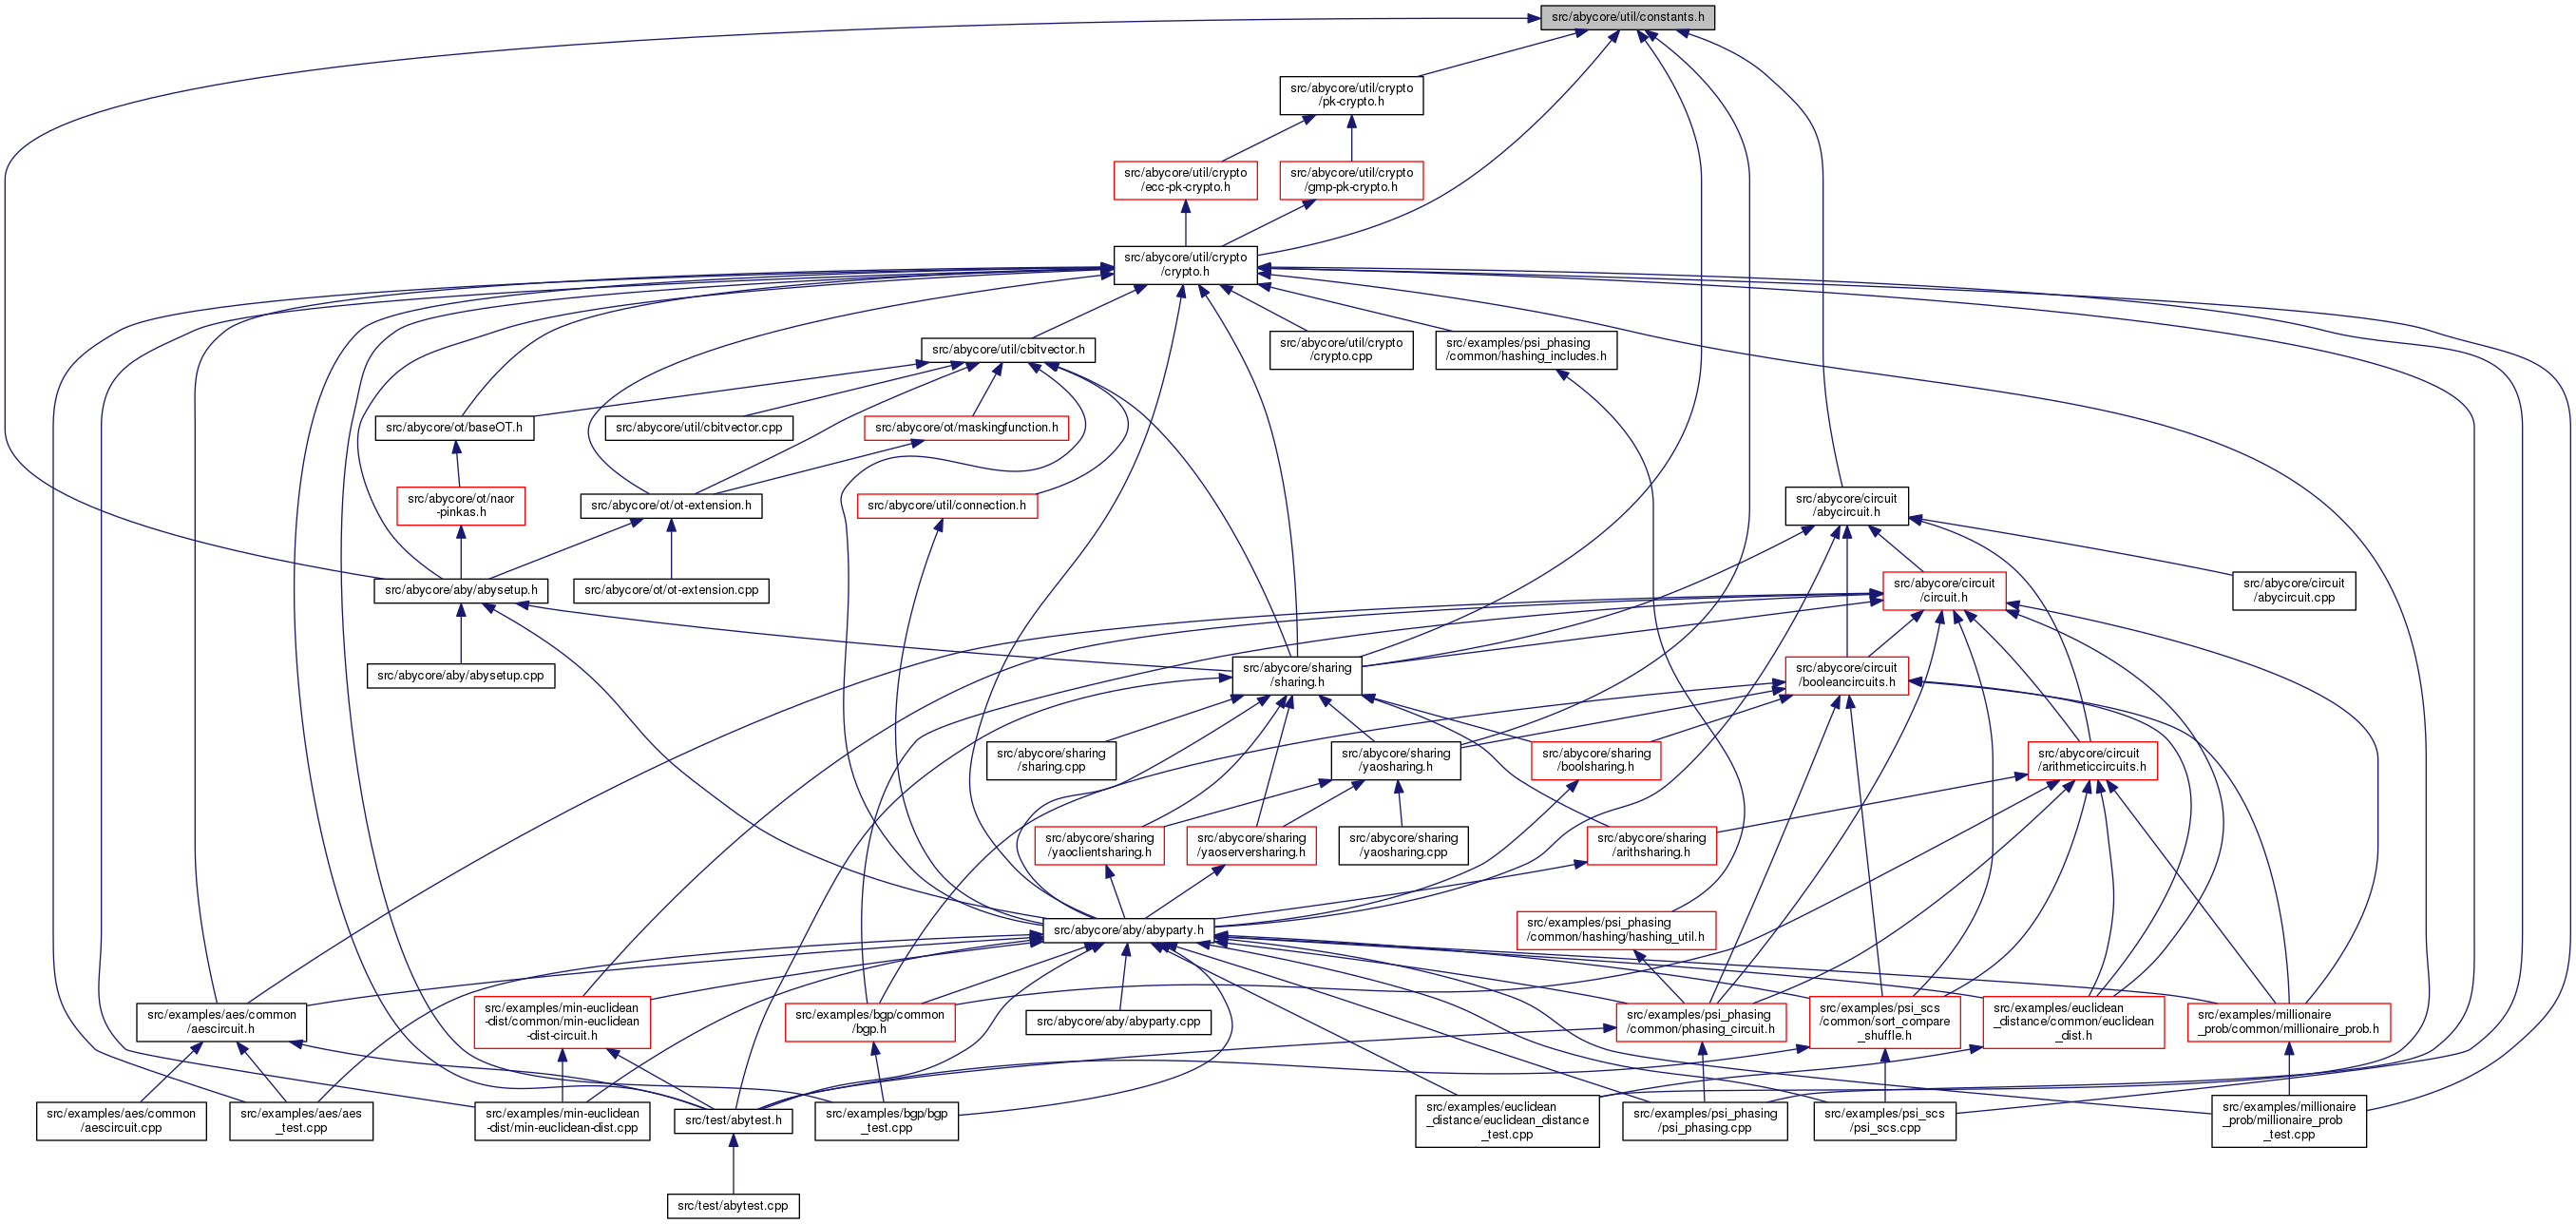 src/abycore/util/constants.h
src/abycore/util/crypto
/pk-crypto.h
src/abycore/util/crypto
/ecc-pk-crypto.h
src/abycore/util/crypto
/gmp-pk-crypto.h
src/abycore/util/crypto
/crypto.h
src/abycore/util/cbitvector.h
src/abycore/util/crypto
/crypto.cpp
src/examples/psi_phasing
/common/hashing_includes.h
src/abycore/ot/baseOT.h
src/abycore/util/cbitvector.cpp
src/abycore/ot/maskingfunction.h
src/abycore/ot/naor
-pinkas.h
src/abycore/ot/ot-extension.h
src/abycore/util/connection.h
src/abycore/circuit
/abycircuit.h
src/abycore/aby/abysetup.h
src/abycore/ot/ot-extension.cpp
src/abycore/circuit
/circuit.h
src/abycore/circuit
/abycircuit.cpp
src/abycore/aby/abysetup.cpp
src/abycore/sharing
/sharing.h
src/abycore/circuit
/booleancircuits.h
src/abycore/sharing
/sharing.cpp
src/abycore/sharing
/yaosharing.h
src/abycore/sharing
/boolsharing.h
src/abycore/circuit
/arithmeticcircuits.h
src/abycore/sharing
/yaoclientsharing.h
src/abycore/sharing
/yaoserversharing.h
src/abycore/sharing
/yaosharing.cpp
src/abycore/sharing
/arithsharing.h
src/abycore/aby/abyparty.h
src/examples/psi_phasing
/common/hashing/hashing_util.h
src/examples/aes/common
/aescircuit.h
src/examples/min-euclidean
-dist/common/min-euclidean
-dist-circuit.h
src/examples/bgp/common
/bgp.h
src/abycore/aby/abyparty.cpp
src/examples/psi_phasing
/common/phasing_circuit.h
src/examples/psi_scs
/common/sort_compare
_shuffle.h
src/examples/euclidean
_distance/common/euclidean
_dist.h
src/examples/millionaire
_prob/common/millionaire_prob.h
src/examples/aes/common
/aescircuit.cpp
src/examples/aes/aes
_test.cpp
src/examples/min-euclidean
-dist/min-euclidean-dist.cpp
src/test/abytest.h
src/examples/bgp/bgp
_test.cpp
src/examples/euclidean
_distance/euclidean_distance
_test.cpp
src/examples/psi_phasing
/psi_phasing.cpp
src/examples/psi_scs
/psi_scs.cpp
src/examples/millionaire
_prob/millionaire_prob
_test.cpp
src/test/abytest.cpp